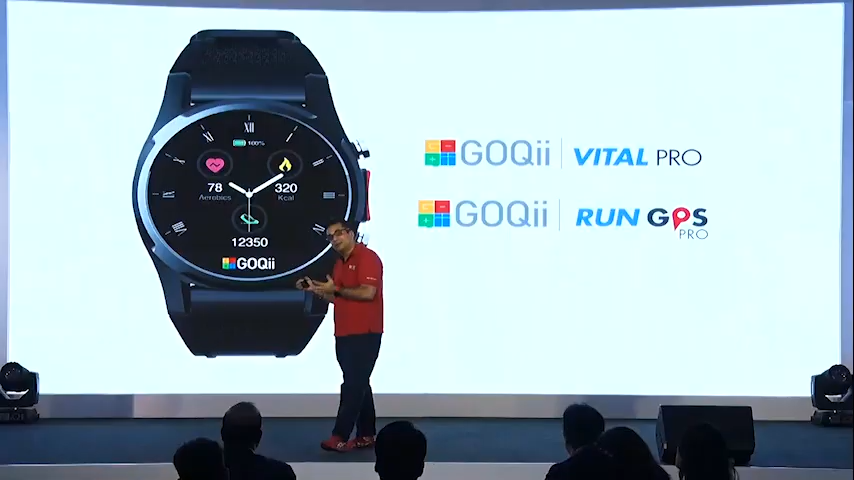 XII
100%
78
320
Aerobics
Kcal
12350
GOQii
GOQii VITAL PRO
GOQii RUN GPS
PRO